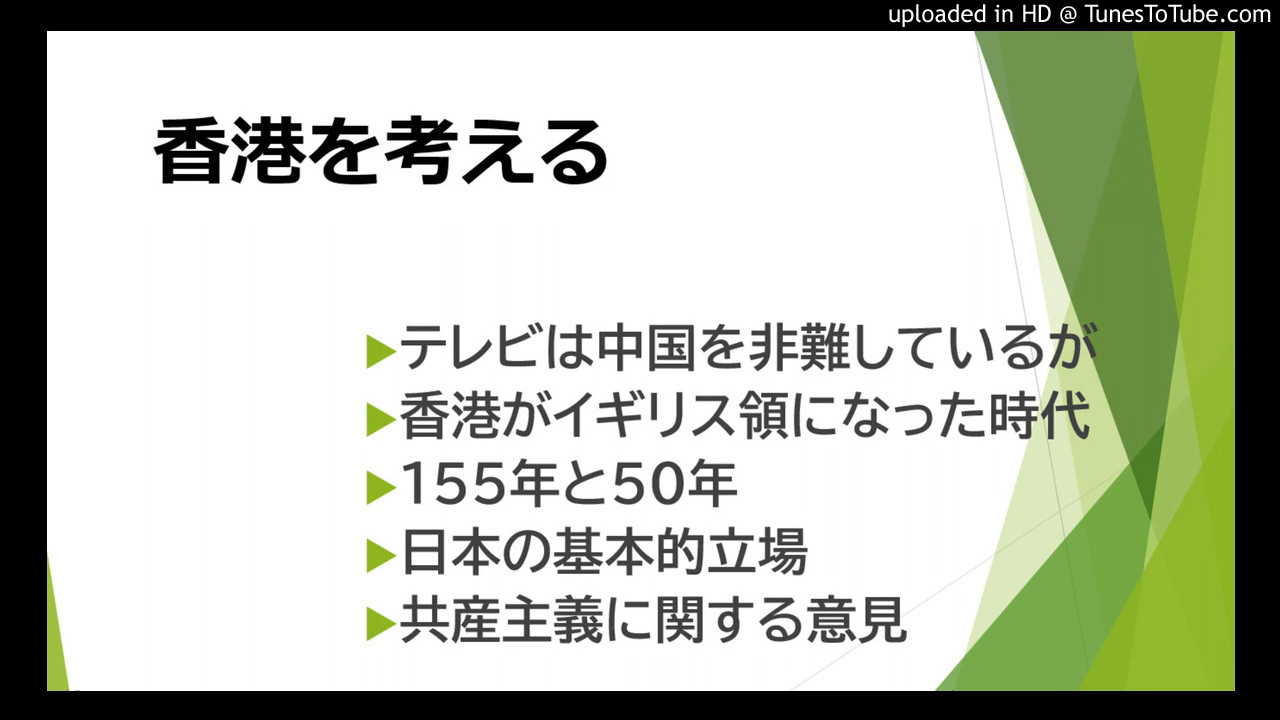 uploaded in HD @ TunesToTube.com
香港を考える
テレビは中国を非難しているが
香港がイギリス領になった時代
155年と50年
日本の基本的立場
共産主義に関する意見